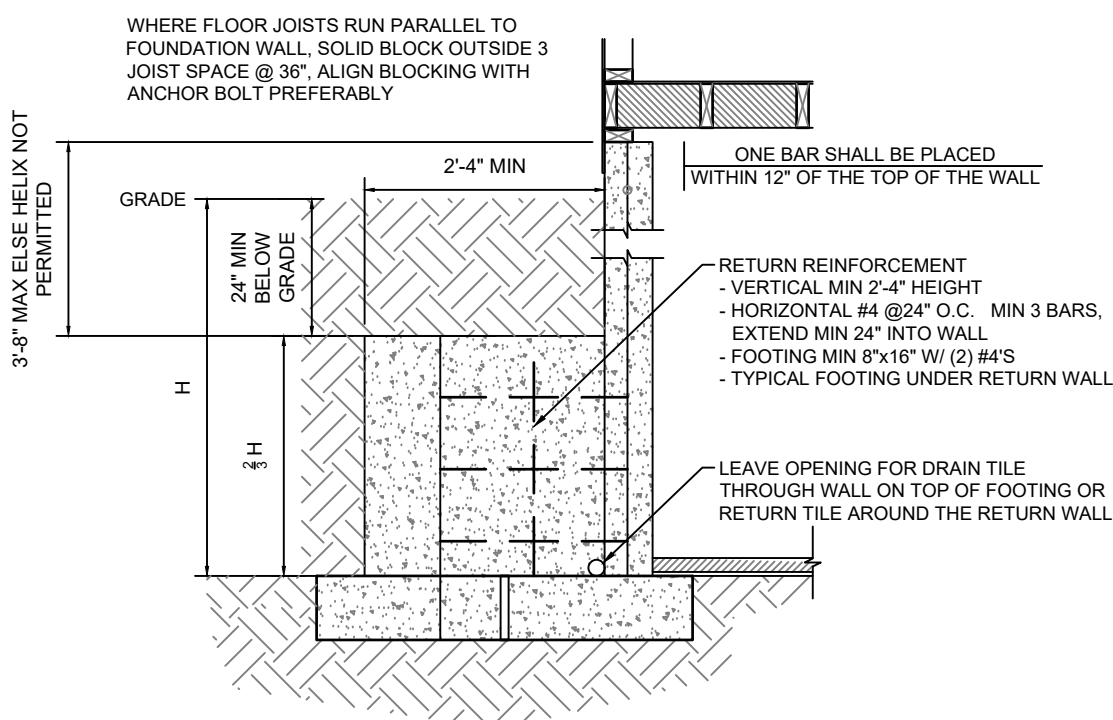 WHERE FLOOR JOISTS RUN PARALLEL TO
FOUNDATION WALL, SOLID BLOCK OUTSIDE 3
JOIST SPACE @ 36", ALIGN BLOCKING WITH
ANCHOR BOLT PREFERABLY
3'-8" MAX ELSE HELIX NOT
PERMITTED
2'-4" MIN
ONE BAR SHALL BE PLACED
WITHIN 12" OF THE TOP OF THE WALL
GRADE
24" MIN
BELOW
GRADE
H
2/3 H
RETURN REINFORCEMENT
- VERTICAL MIN 2'-4" HEIGHT
- HORIZONTAL #4 @24" O.C. MIN 3 BARS,
EXTEND MIN 24" INTO WALL
- FOOTING MIN 8"x16" W/ (2) #4'S
- TYPICAL FOOTING UNDER RETURN WALL
LEAVE OPENING FOR DRAIN TILE
THROUGH WALL ON TOP OF FOOTING OR
RETURN TILE AROUND THE RETURN WALL